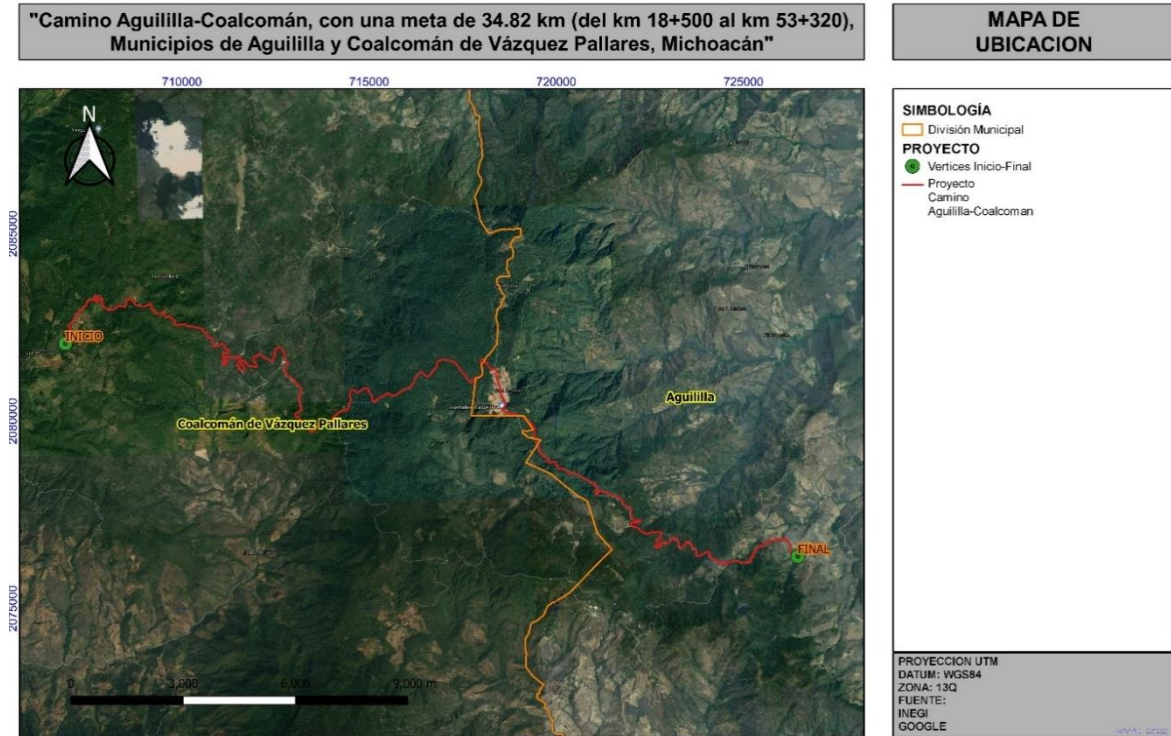 "Camino Aguililla-Coalcomán, con una meta de 34.82 km (del km 18+500 al km 53+320),
Municipios de Aguililla y Coalcomán de Vázquez Pallares, Michoacán"
MAPA DE
UBICACION
710000
715000
720000
725000
N
2085000
2080000
2075000
INICIO
Coalcomán de Vázquez Pallares
Aguililla
FINAL
0
3,000
6,000
9,000 m
SIMBOLOGÍA
División Municipal
PROYECTO
Vertices Inicio-Final
Proyecto
Camino
Aguililla-Coalcoman
PROYECCION UTM
DATUM: WGS84
ZONA: 13Q
FUENTE:
INEGI
GOOGLE